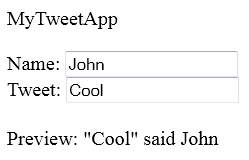 MyTweetApp
Name: John
Tweet: Cool
Preview: "Cool" said John